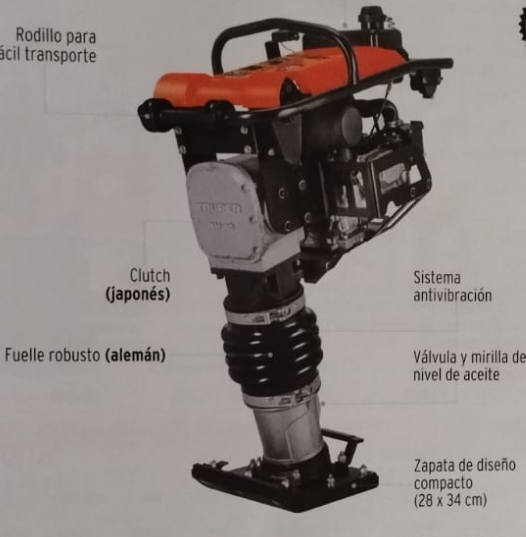 Rodillo para
ácil transporte
TRUPER
Clutch
(japonés)
Sistema
antivibración
Fuelle robusto (alemán)
Válvula y mirilla de
nivel de aceite
Zapata de diseño
compacto
(28 x 34 cm)